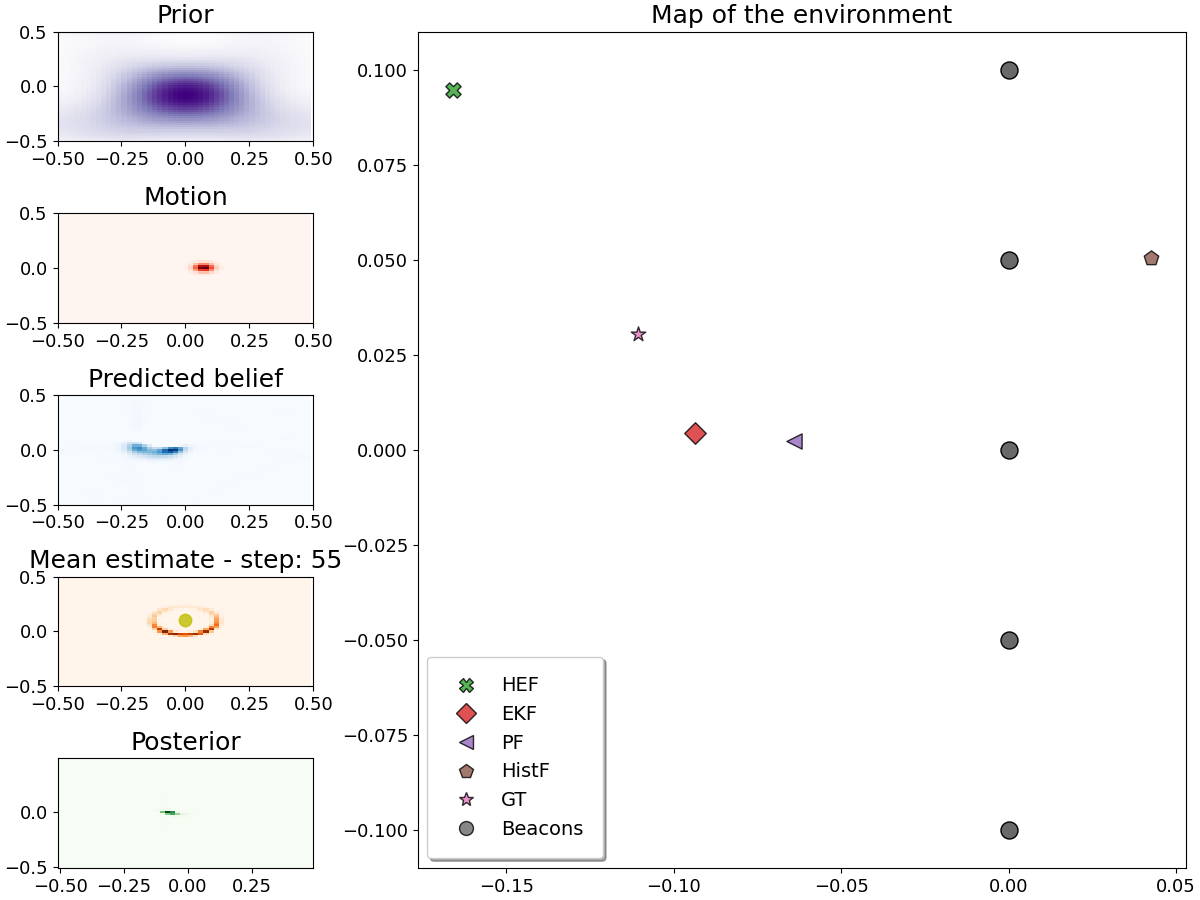 Prior
0.5
0.0
−0.5
−0.50 −0.25 0.00 0.25 0.50
Motion
0.5
0.0
−0.5
−0.50 −0.25 0.00 0.25 0.50
Predicted belief
0.5
0.0
−0.5
−0.50 −0.25 0.00 0.25 0.50
Mean estimate - step: 55
0.5
0.0
−0.5
−0.50 −0.25 0.00 0.25 0.50
Posterior
0.0
−0.5
−0.50 −0.25 0.00 0.25
Map of the environment
0.100
0.075
0.050
0.025
0.000
−0.025
−0.050
−0.075
−0.100
−0.15 −0.10 −0.05 0.00 0.05
HEF
EKF
PF
HistF
GT
Beacons